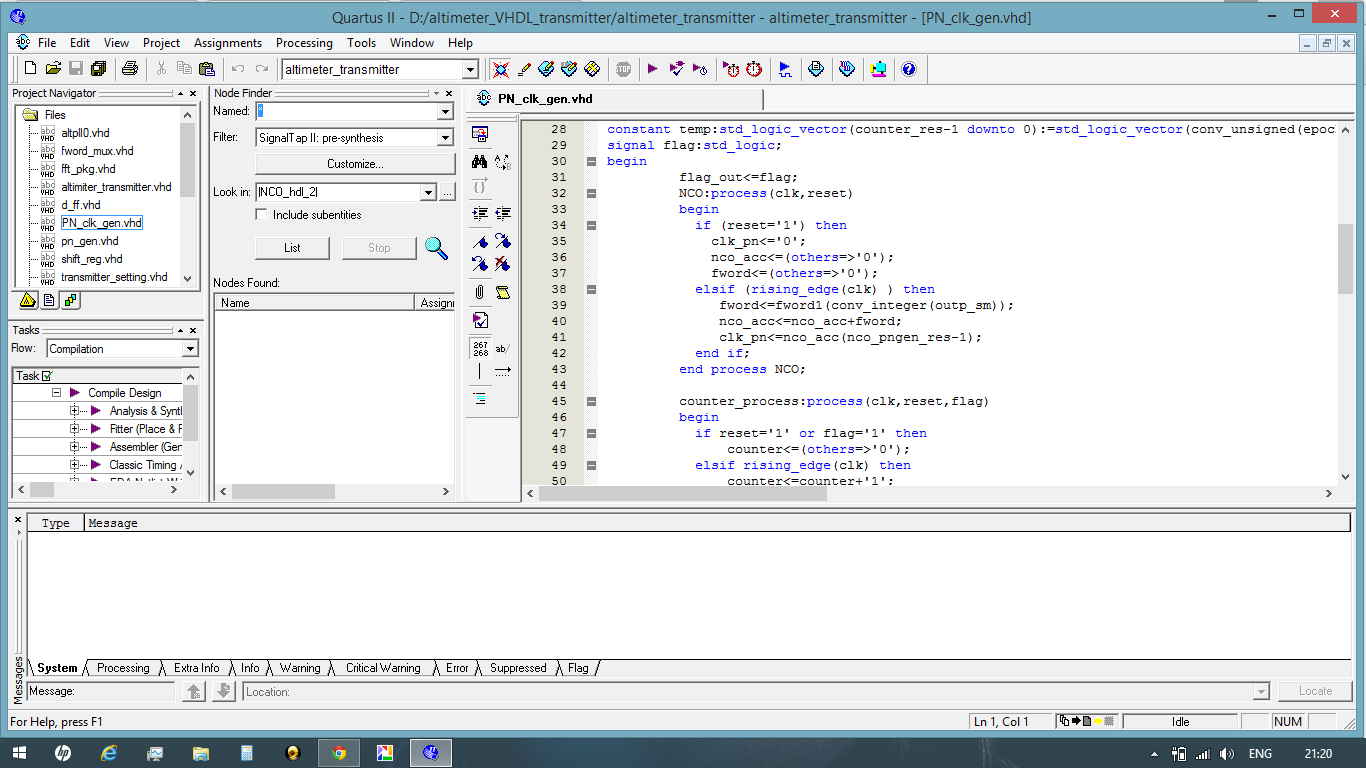 Quartus II - D:/altimeter_VHDL_transmitter/altimeter_transmitter - altimeter_transmitter - [PN_clk_gen.vhd]
File Edit View Project Assignments Processing Tools Window Help
altimeter_transmitter
Project Navigator
Files
altpll0.vhd
fword_mux.vhd
fft_pkg.vhd
altimiter_transmitter.vhd
d_ff.vhd
PN_clk_gen.vhd
pn_gen.vhd
shift_reg.vhd
transmitter_setting.vhd
Tasks
Flow: Compilation
Task
Compile Design
Analysis & Synth
Fitter (Place & F
Assembler (Gen
Classic Timing
Node Finder
Named: *
Filter: SignalTap II: pre-synthesis
Customize...
Look in: |NCO_hdl_2| ...
Include subentities
List Stop
Nodes Found:
Name Assignm
PN_clk_gen.vhd
28 constant temp:std_logic_vector(counter_res-1 downto 0):=std_logic_vector(conv_unsigned(epoc
29 signal flag:std_logic;
30 begin
31 flag_out<=flag;
32 NCO:process(clk,reset)
33 begin
34 if (reset='1') then
35 clk_pn<='0';
36 nco_acc<=(others=>'0');
37 fword<=(others=>'0');
38 elsif (rising_edge(clk) ) then
39 fword<=fword1(conv_integer(outp_sm));
40 nco_acc<=nco_acc+fword;
41 clk_pn<=nco_acc(nco_pngen_res-1);
42 end if;
43 end process NCO;
44
45 counter_process:process(clk,reset,flag)
46 begin
47 if reset='1' or flag='1' then
48 counter<=(others=>'0');
49 elsif rising_edge(clk) then
50 counter<=counter+'1';
Type Message
System Processing Extra Info Info Warning Critical Warning Error Suppressed Flag
Messages
Message: Location: Locate
For Help, press F1 Ln 1, Col 1 Idle NUM
ENG 21:20